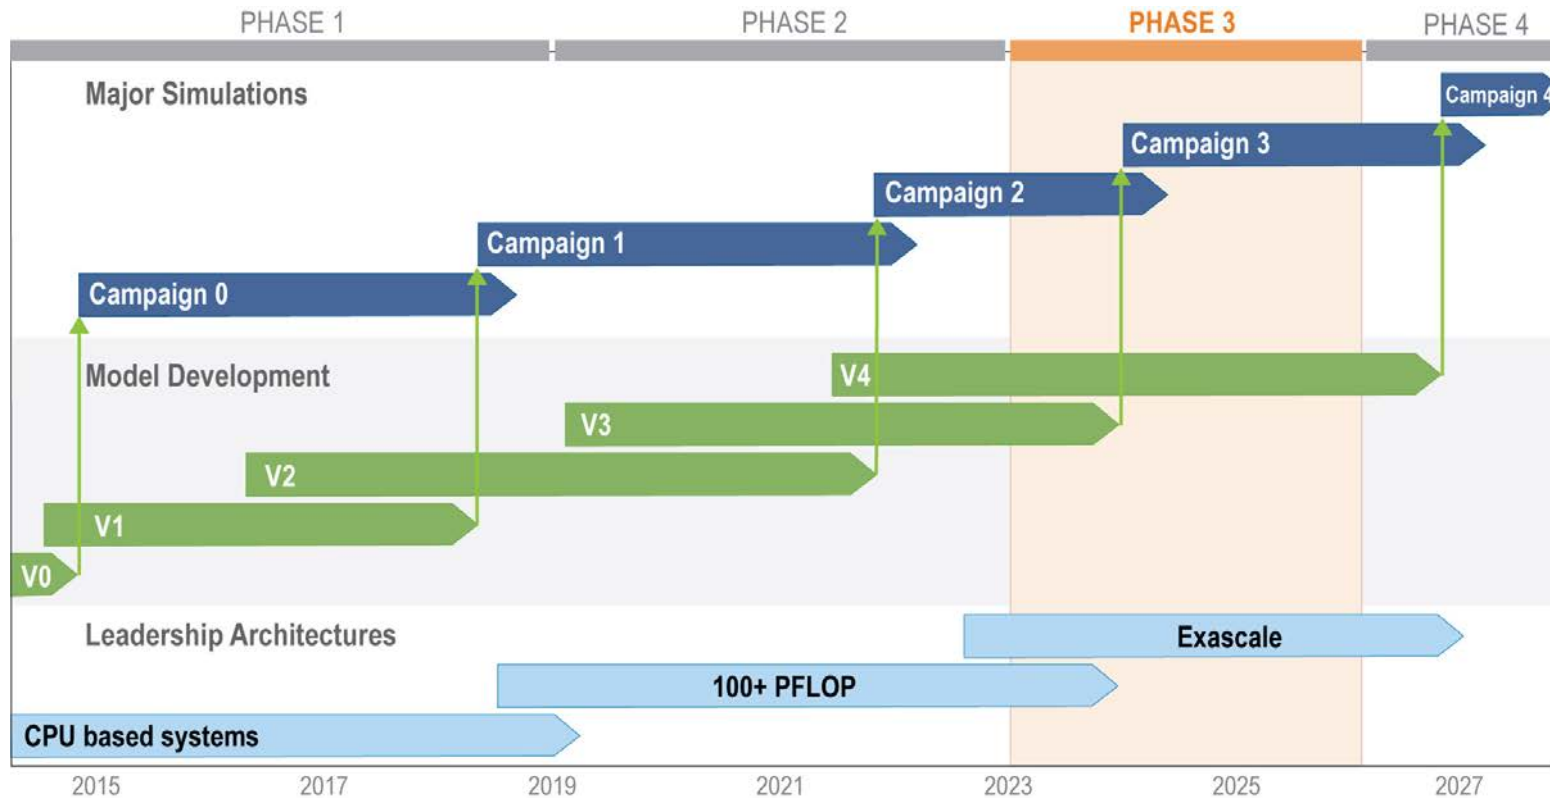 PHASE 1 PHASE 2 PHASE 3 PHASE 4
Major Simulations
Campaign 4
Campaign 3
Campaign 2
Campaign 1
Campaign 0
Model Development
V4
V3
V2
V1
V0
Leadership Architectures
Exascale
100+ PFLOP
CPU based systems
2015 2017 2019 2021 2023 2025 2027